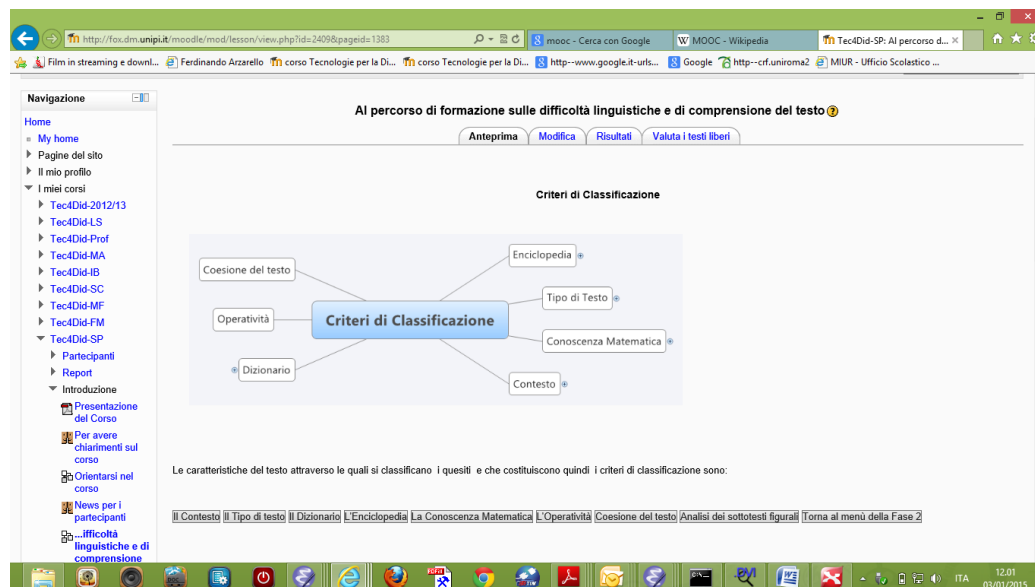 http://fox.dm.unipi.it/moodle/mod/lesson/view.php?id=2409&pageid=1383
mooc - Cerca con Google
MOOC - Wikipedia
Tec4Did-SP: Al percorso d...
Film in streaming e downl...
Ferdinando Arzarello
corso Tecnologie per la Di...
corso Tecnologie per la Di...
http--www.google.it-urls...
Google
http--crf.uniroma2
MIUR - Ufficio Scolastico ...
Navigazione
Home
My home
Pagine del sito
Il mio profilo
I miei corsi
Tec4Did-2012/13
Tec4Did-LS
Tec4Did-Prof
Tec4Did-MA
Tec4Did-IB
Tec4Did-SC
Tec4Did-MF
Tec4Did-FM
Tec4Did-SP
Partecipanti
Report
Introduzione
Presentazione
del Corso
Per avere
chiarimenti sul
corso
Orientarsi nel
corso
News per i
partecipanti
...ifficoltà
linguistiche e di
comprensione
Al percorso di formazione sulle difficoltà linguistiche e di comprensione del testo
Anteprima Modifica Risultati Valuta i testi liberi
Criteri di Classificazione
Coesione del testo
Operatività
Dizionario
Criteri di Classificazione
Enciclopedia
Tipo di Testo
Conoscenza Matematica
Contesto
Le caratteristiche del testo attraverso le quali si classificano i quesiti e che costituiscono quindi i criteri di classificazione sono:
Il Contesto Il Tipo di testo Il Dizionario L'Enciclopedia La Conoscenza Matematica L'Operatività Coesione del testo Analisi dei sottotesti figurali Torna al menù della Fase 2
ITA
12.01
03/01/2015